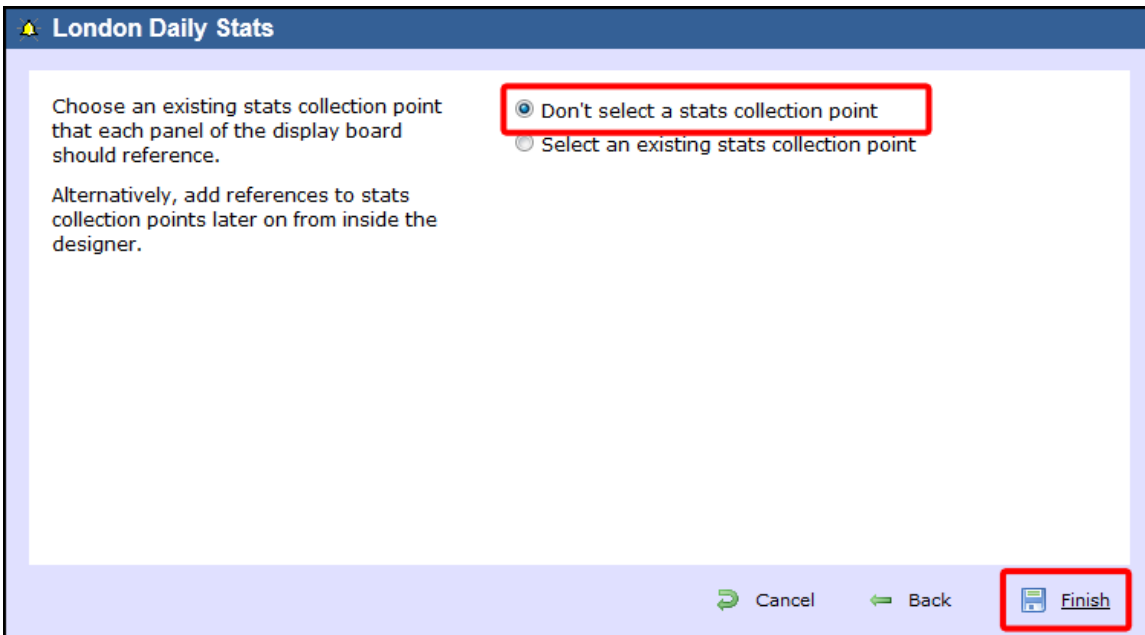 London Daily Stats
Choose an existing stats collection point
that each panel of the display board
should reference.
Alternatively, add references to stats
collection points later on from inside the
designer.
Don't select a stats collection point
Select an existing stats collection point
Cancel
Back
Finish